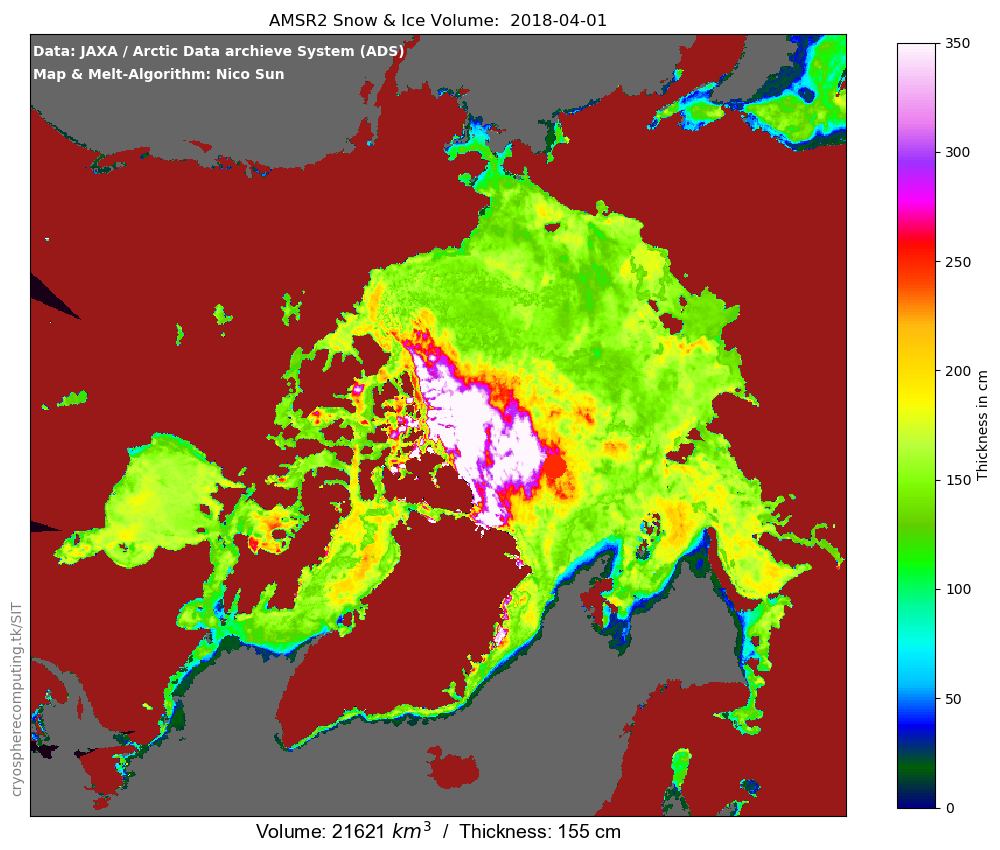 AMSR2 Snow & Ice Volume:  2018-04-01
Data: JAXA / Arctic Data archieve System (ADS)
Map & Melt-Algorithm: Nico Sun
350
300
250
200
150
100
50
0
Thickness in cm
cryospherecomputing.tk/SIT
Volume: 21621 km³  /  Thickness: 155 cm